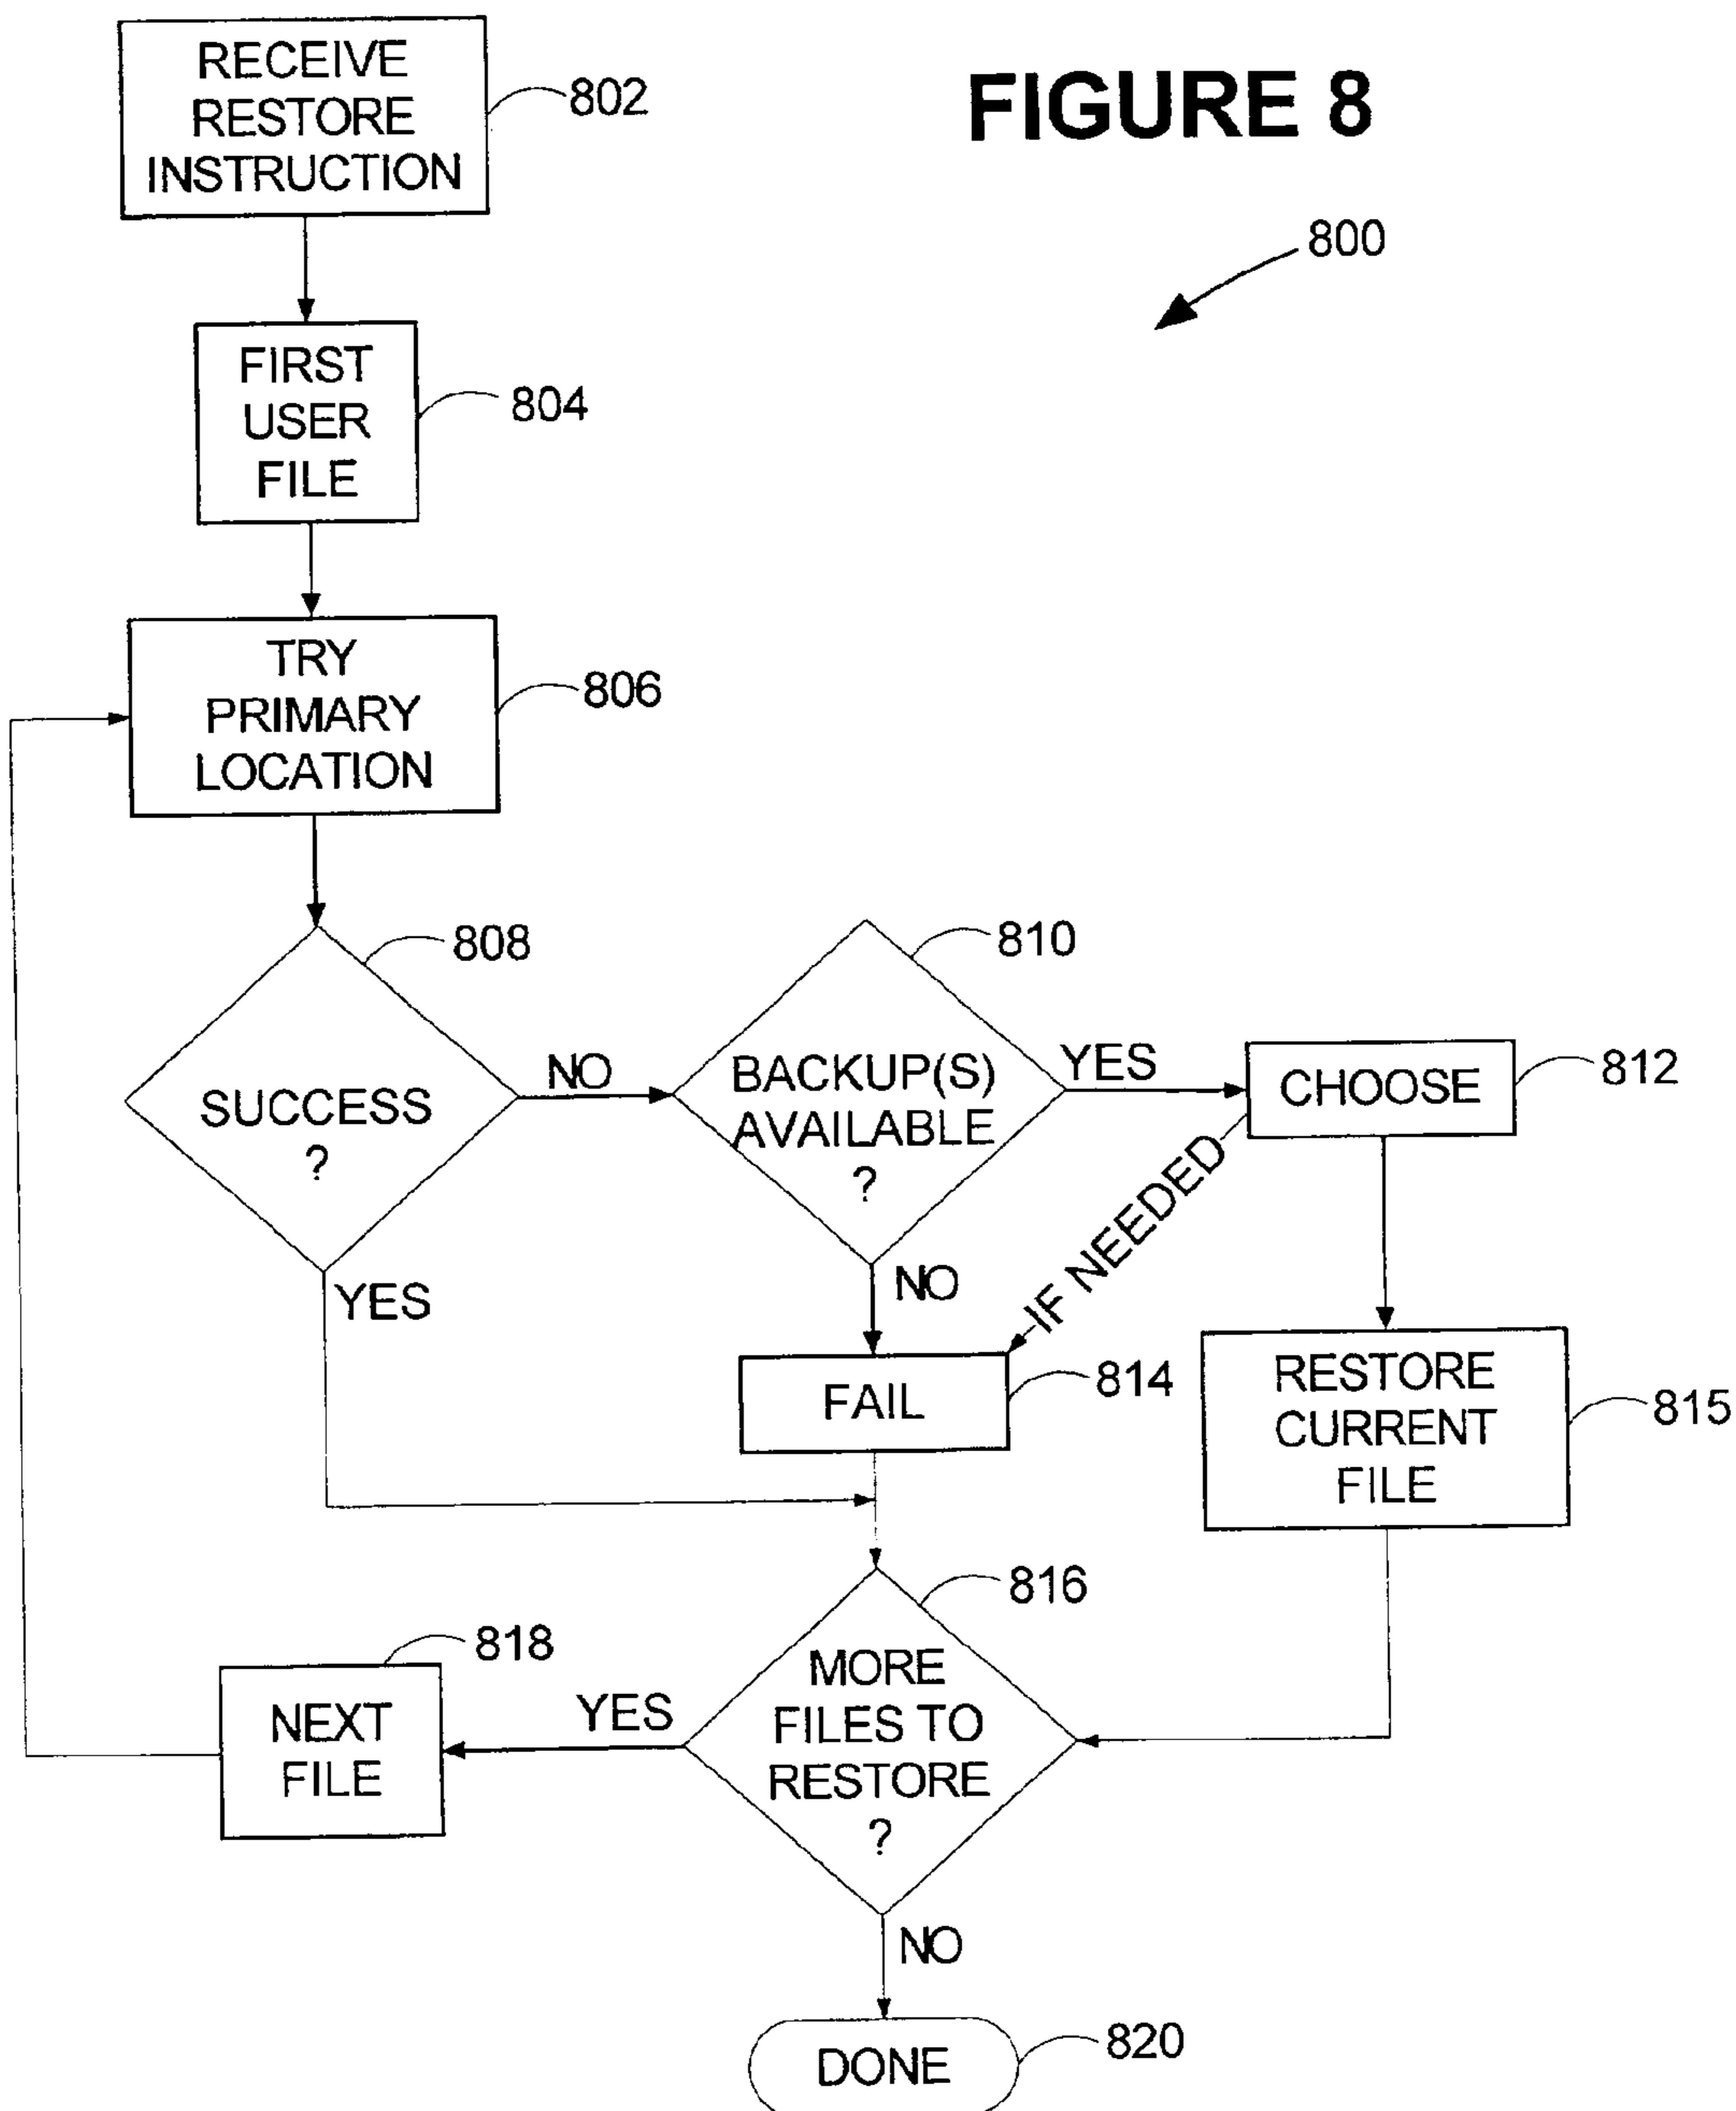 FIGURE 8
800
RECEIVE
RESTORE
INSTRUCTION
802
FIRST
USER
FILE
804
TRY
PRIMARY
LOCATION
806
SUCCESS
?
808
NO
YES
BACKUP(S)
AVAILABLE
?
810
YES
NO
CHOOSE
812
IF NEEDED
FAIL
814
RESTORE
CURRENT
FILE
815
MORE
FILES TO
RESTORE
?
816
YES
NO
NEXT
FILE
818
DONE
820